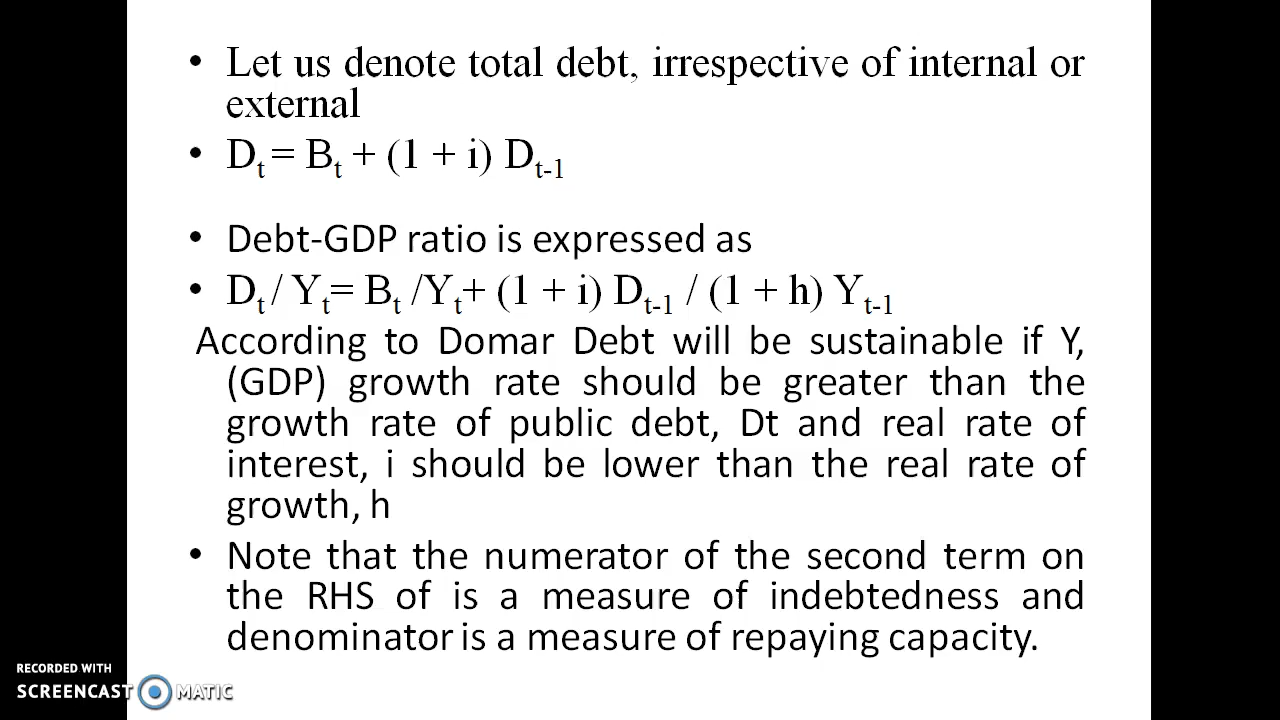 • Let us denote total debt, irrespective of internal or
external
• Dₜ = Bₜ + (1 + i) Dₜ₋₁
• Debt-GDP ratio is expressed as
• Dₜ / Yₜ= Bₜ /Yₜ+ (1 + i) Dₜ₋₁ / (1 + h) Yₜ₋₁
According to Domar Debt will be sustainable if Y,
(GDP) growth rate should be greater than the
growth rate of public debt, Dt and real rate of
interest, i should be lower than the real rate of
growth, h
• Note that the numerator of the second term on
the RHS of is a measure of indebtedness and
denominator is a measure of repaying capacity.
RECORDED WITH
SCREENCAST MATIC